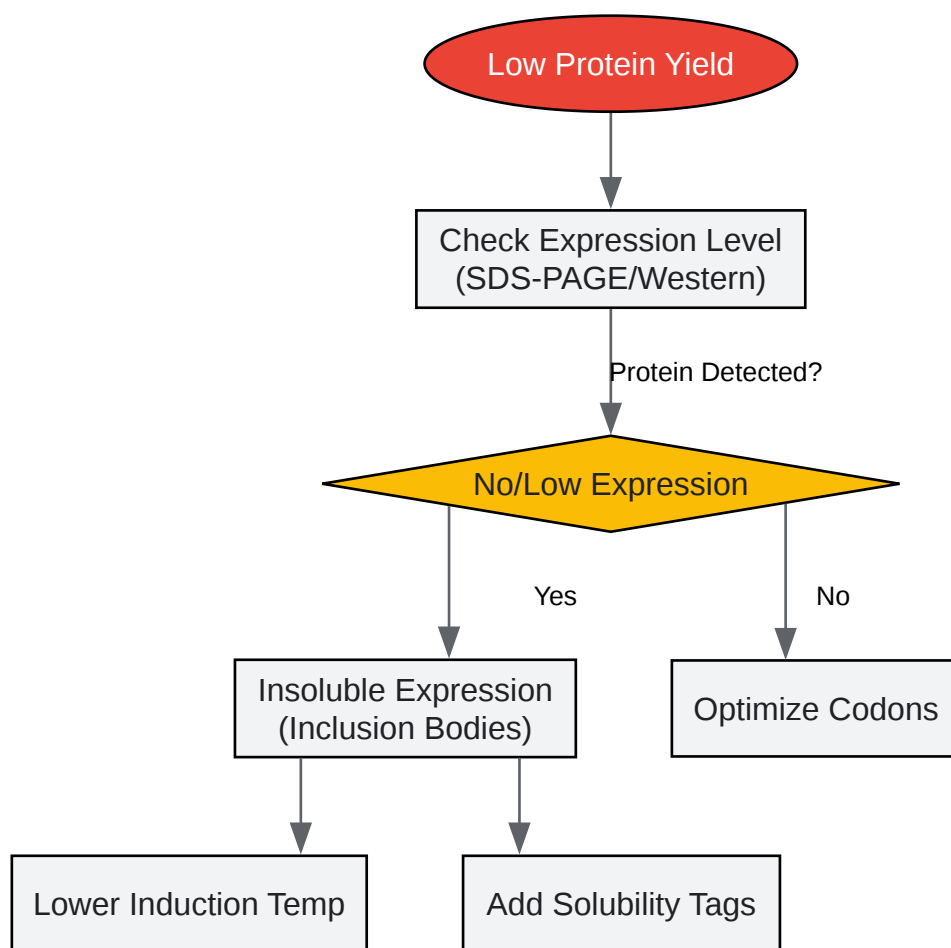 Low Protein Yield
Check Expression Level
(SDS-PAGE/Western)
Protein Detected?
No/Low Expression
Yes
No
Insoluble Expression
(Inclusion Bodies)
Optimize Codons
Lower Induction Temp
Add Solubility Tags